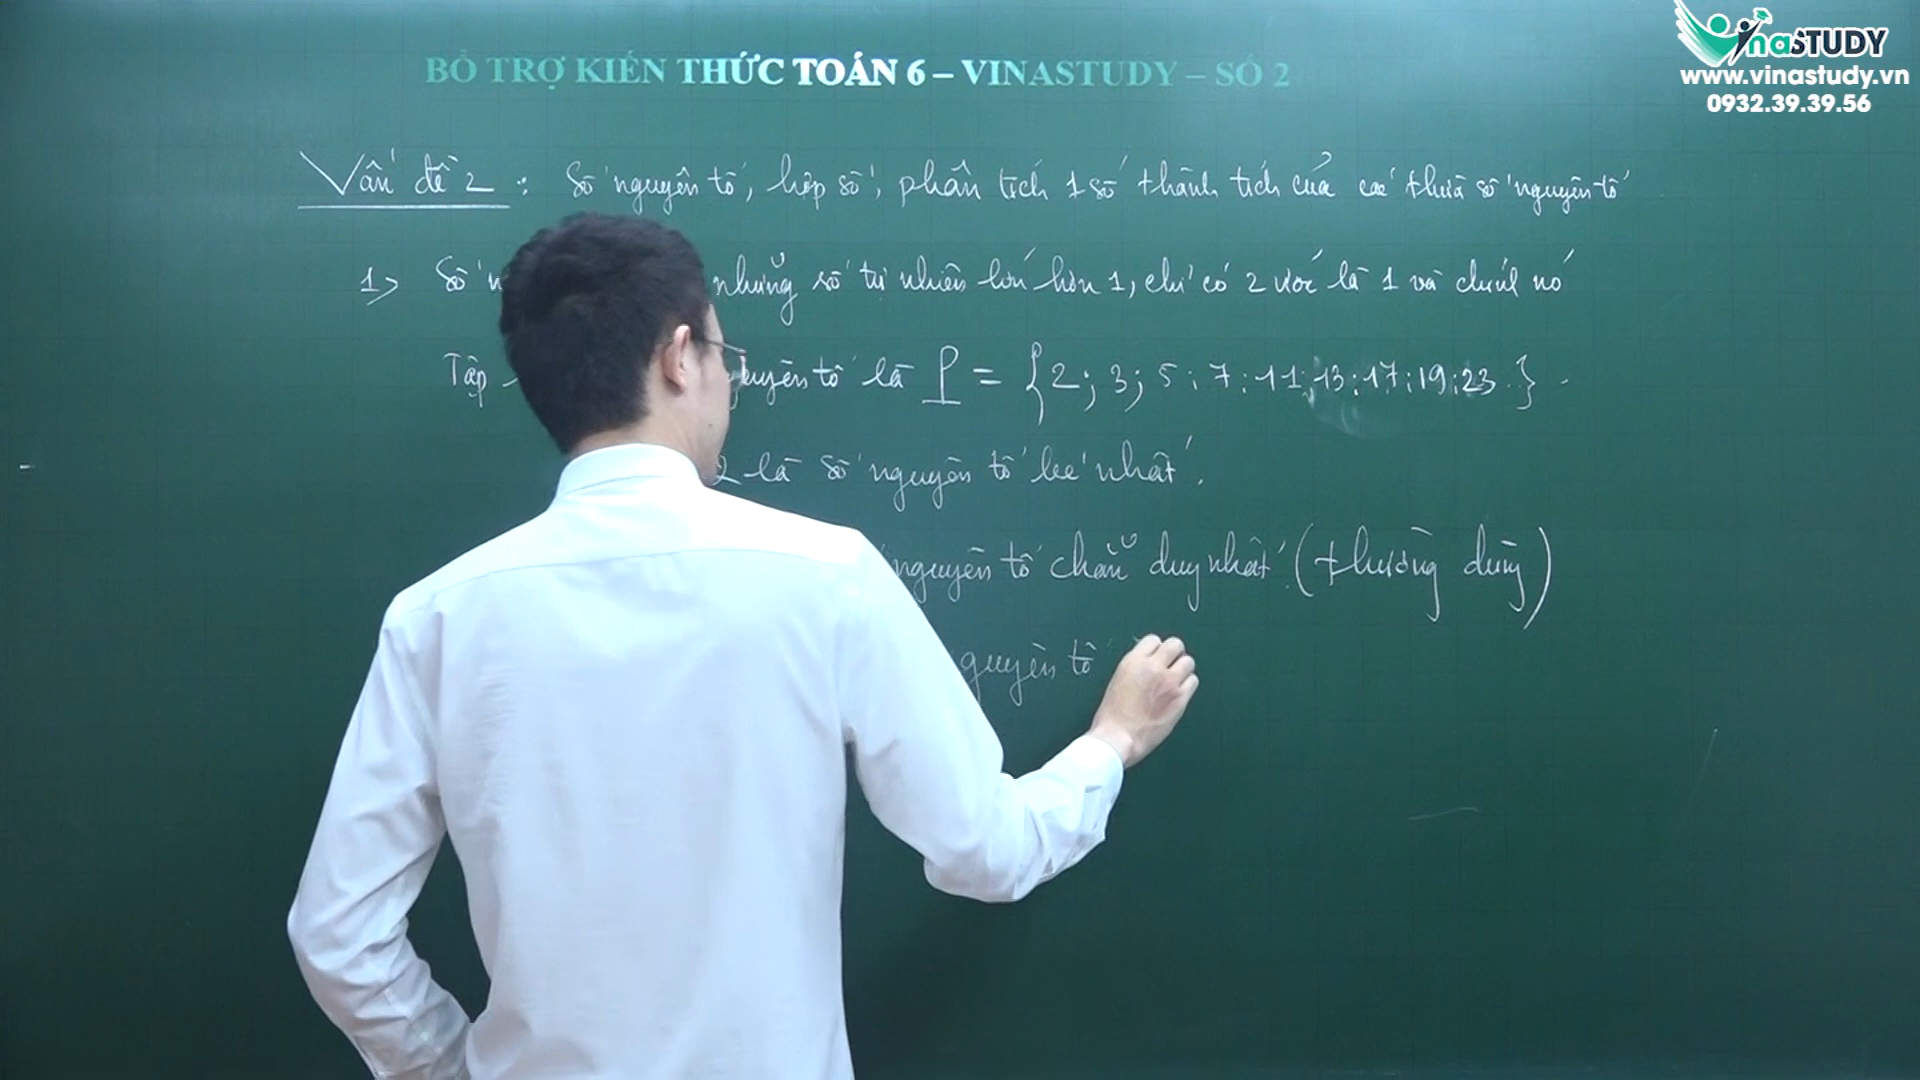 BỔ TRỢ KIẾN THỨC TOÁN 6 – VINASTUDY – SỐ 2
VinaSTUDY
www.vinastudy.vn
0932.39.39.56
Vấn đề 2 : Số nguyên tố, hợp số, phân tích 1 số thành tích của các thừa số nguyên tố
1> Số những số tự nhiên lớn hơn 1, chỉ có 2 ước là 1 và chính nó
Tập nguyên tố là P = {2; 3; 5; 7; 11; 13; 17; 19; 23...}.
2 là số nguyên tố bé nhất.
nguyên tố chẵn duy nhất. (thường dùng)
guyên tố